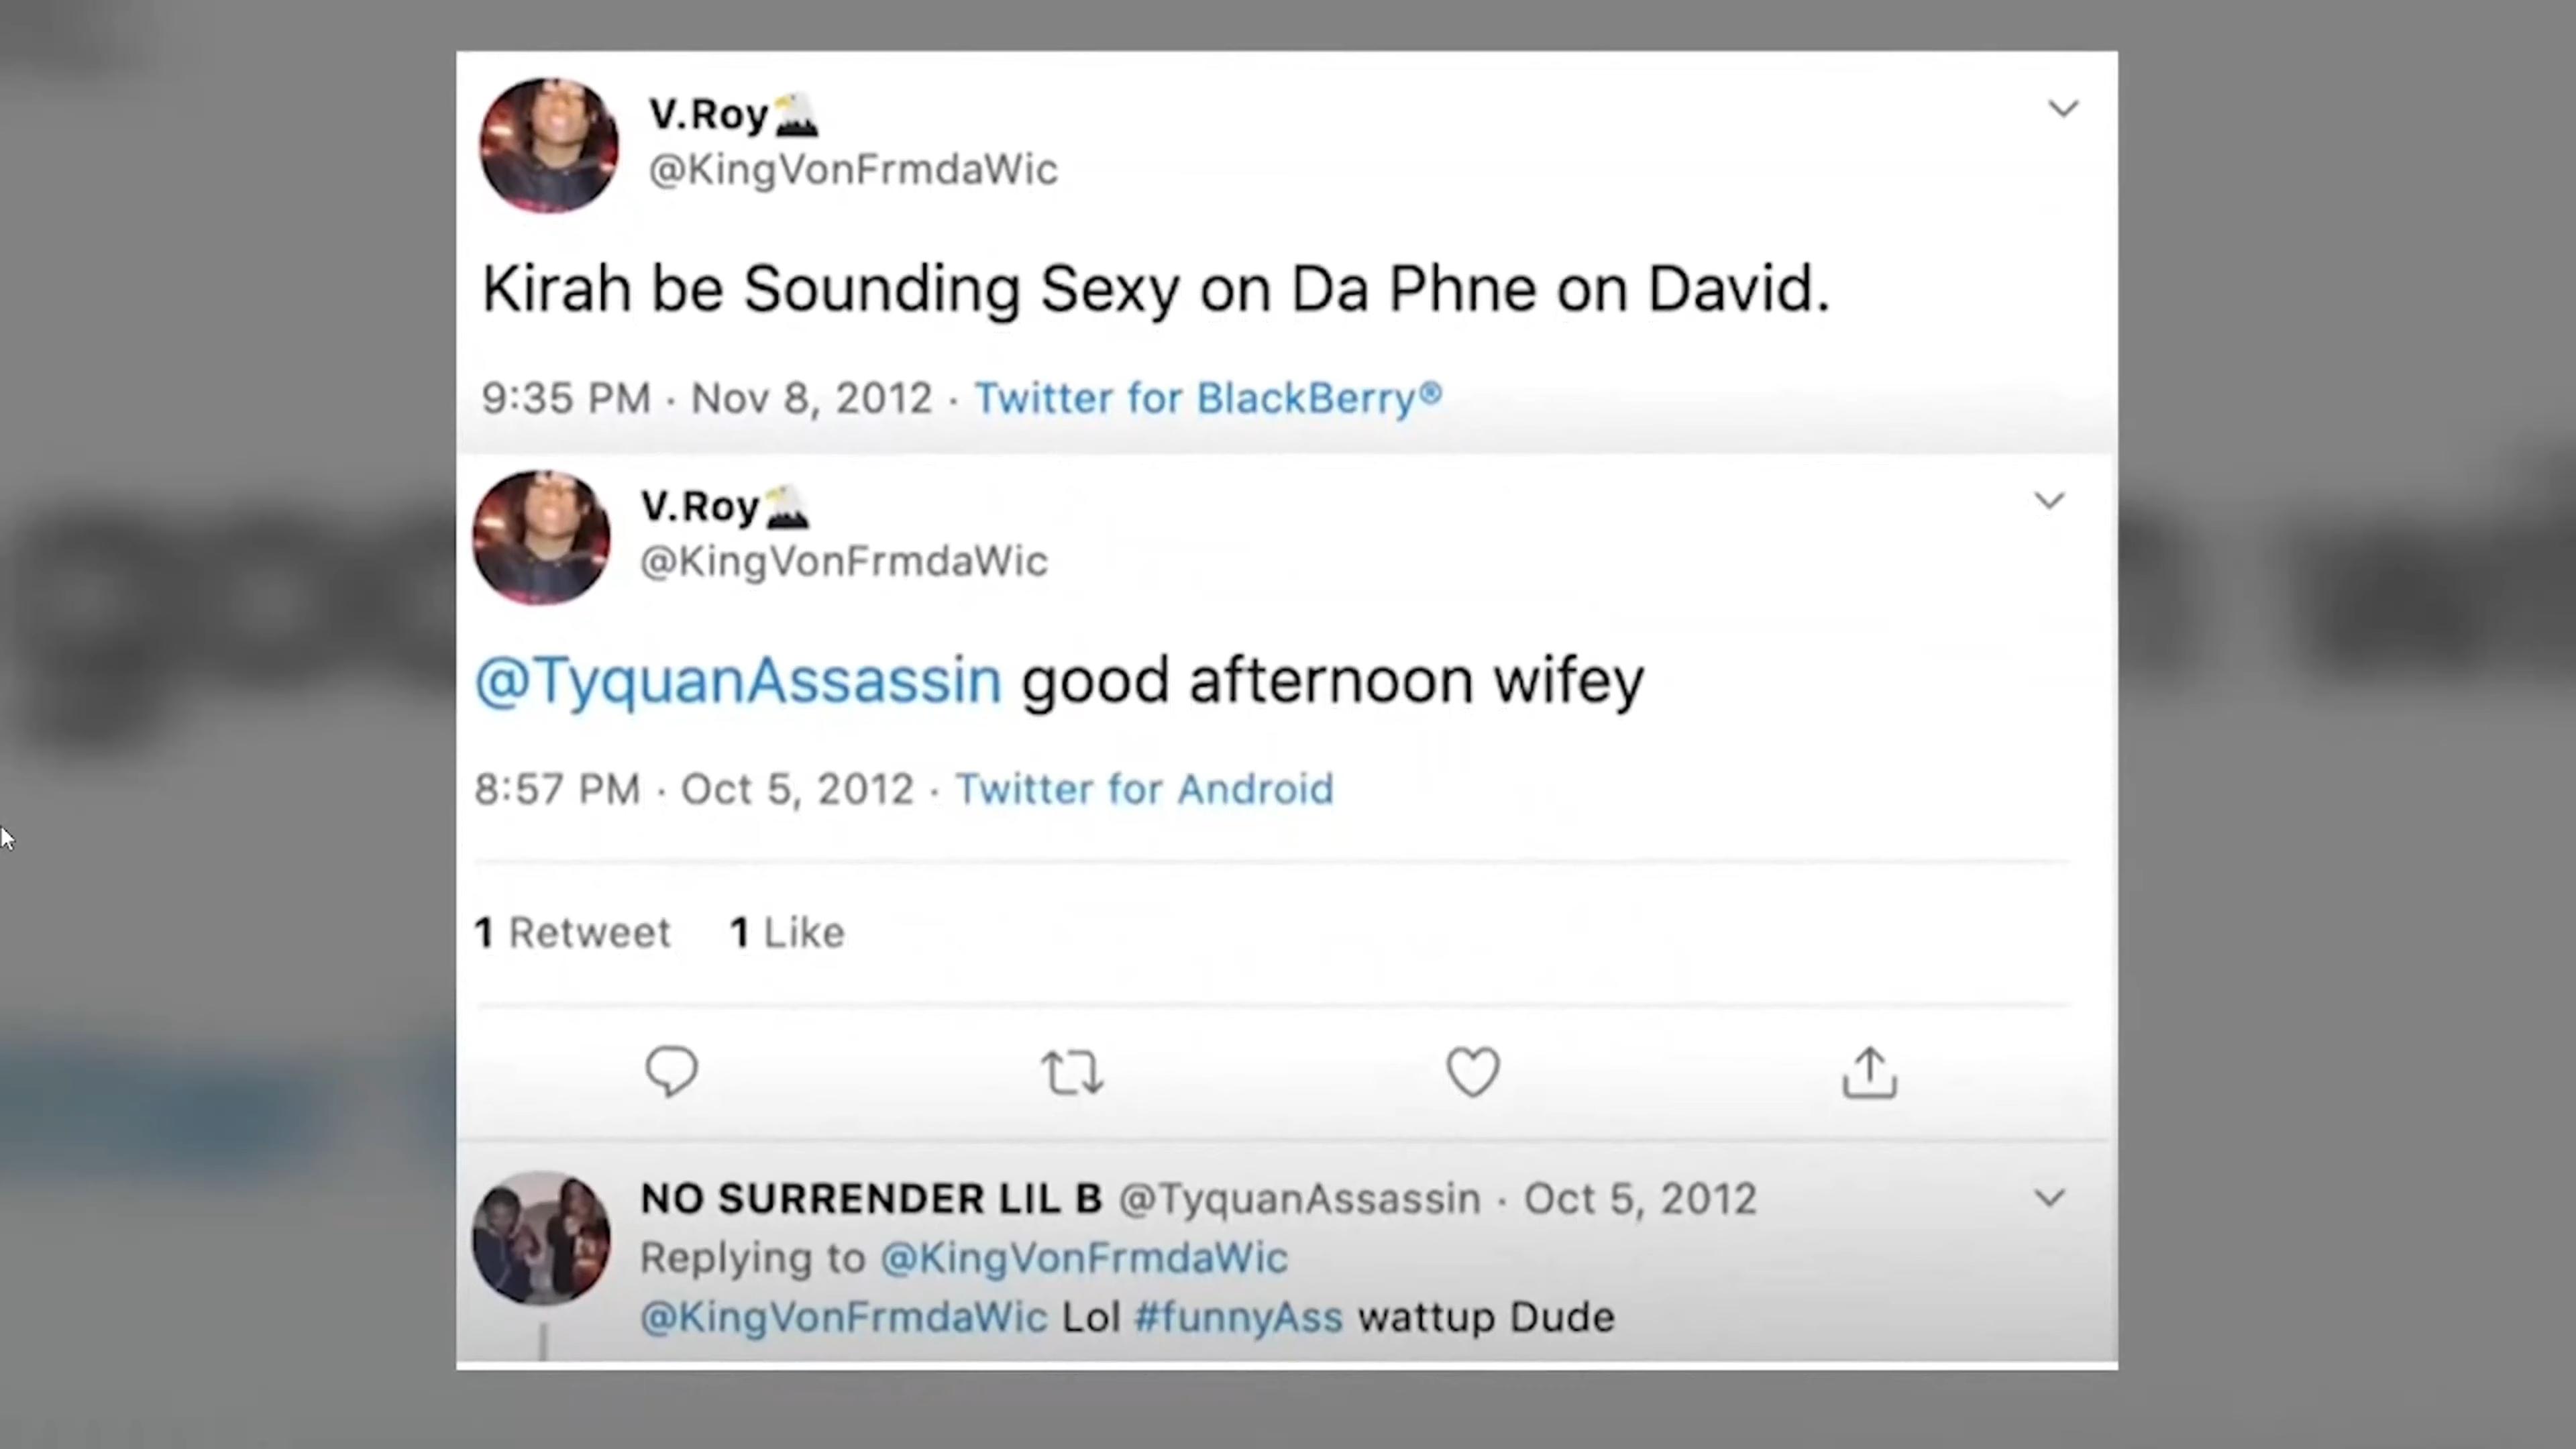 V.Roy
@KingVonFrmdaWic
Kirah be Sounding Sexy on Da Phne on David.
9:35 PM · Nov 8, 2012 · Twitter for BlackBerry®
V.Roy
@KingVonFrmdaWic
@TyquanAssassin good afternoon wifey
8:57 PM · Oct 5, 2012 · Twitter for Android
1 Retweet 1 Like
NO SURRENDER LIL B @TyquanAssassin · Oct 5, 2012
Replying to @KingVonFrmdaWic
@KingVonFrmdaWic Lol #funnyAss wattup Dude